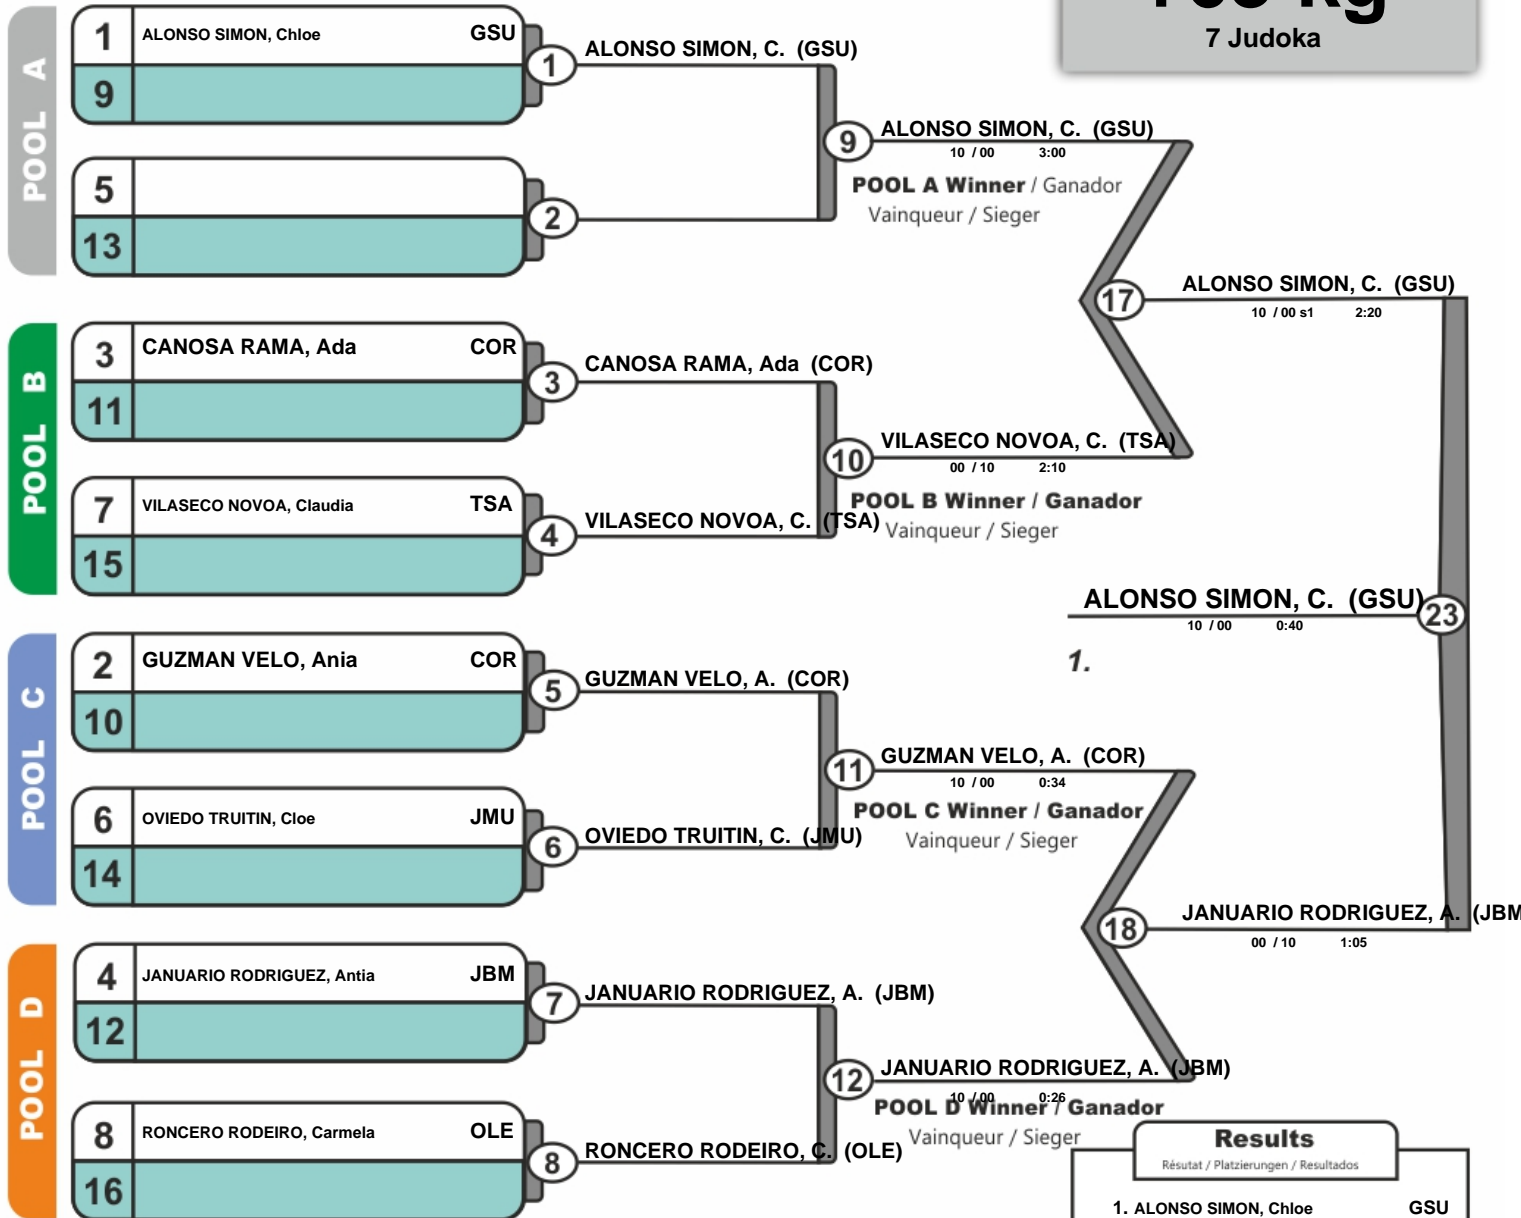 7 Judoka
POOL A
1 ALONSO SIMON, Chloe GSU
9
5
13
1 ALONSO SIMON, C. (GSU)
2
9 ALONSO SIMON, C. (GSU)
10 / 00 3:00
POOL A Winner / Ganador
Vainqueur / Sieger
17 ALONSO SIMON, C. (GSU)
10 / 00 s1 2:20
POOL B
3 CANOSA RAMA, Ada COR
11
7 VILASECO NOVOA, Claudia TSA
15
3 CANOSA RAMA, Ada (COR)
4 VILASECO NOVOA, C. (TSA)
10 VILASECO NOVOA, C. (TSA)
00 / 10 2:10
POOL B Winner / Ganador
Vainqueur / Sieger
ALONSO SIMON, C. (GSU) 23
10 / 00 0:40
1.
POOL C
2 GUZMAN VELO, Ania COR
10
6 OVIEDO TRUITIN, Cloe JMU
14
5 GUZMAN VELO, A. (COR)
6 OVIEDO TRUITIN, C. (JMU)
11 GUZMAN VELO, A. (COR)
10 / 00 0:34
POOL C Winner / Ganador
Vainqueur / Sieger
18 JANUARIO RODRIGUEZ, A. (JBM
00 / 10 1:05
POOL D
4 JANUARIO RODRIGUEZ, Antia JBM
12
8 RONCERO RODEIRO, Carmela OLE
16
7 JANUARIO RODRIGUEZ, A. (JBM)
8 RONCERO RODEIRO, C. (OLE)
12 JANUARIO RODRIGUEZ, A. (JBM)
10 / 00 0:26
POOL D Winner / Ganador
Vainqueur / Sieger
Results
Résutat / Platzierungen / Resultados
1. ALONSO SIMON, Chloe GSU